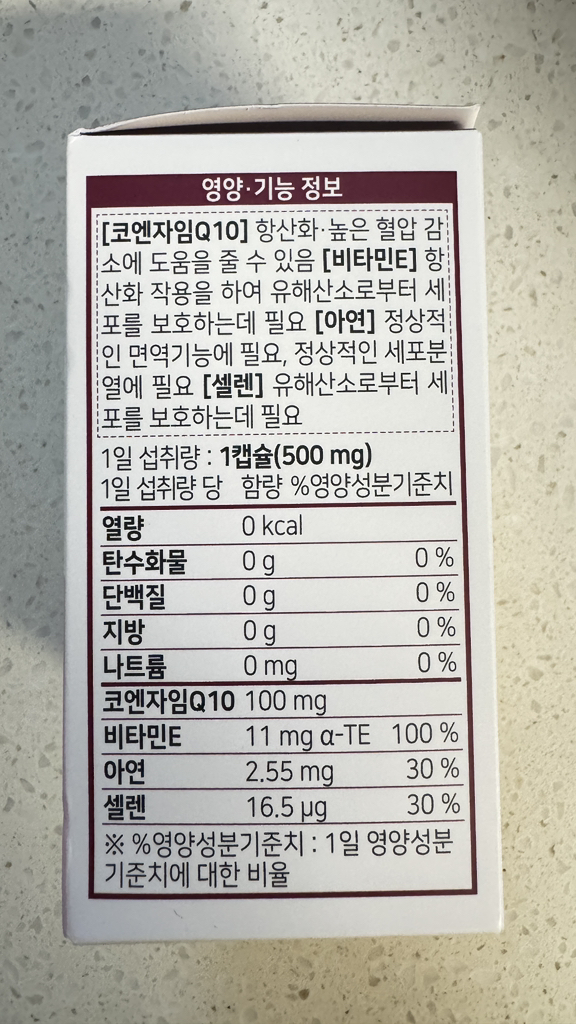 영양·기능 정보
[코엔자임Q10] 항산화·높은 혈압 감
소에 도움을 줄 수 있음 [비타민E] 항
산화 작용을 하여 유해산소로부터 세
포를 보호하는데 필요 [아연] 정상적
인 면역기능에 필요, 정상적인 세포분
열에 필요 [셀렌] 유해산소로부터 세
포를 보호하는데 필요
1일 섭취량 : 1캡슐(500 mg)
1일 섭취량 당 함량 %영양성분기준치
열량 0 kcal
탄수화물 0 g 0 %
단백질 0 g 0 %
지방 0 g 0 %
나트륨 0 mg 0 %
코엔자임Q10 100 mg
비타민E 11 mg α-TE 100 %
아연 2.55 mg 30 %
셀렌 16.5 µg 30 %
※ %영양성분기준치 : 1일 영양성분
기준치에 대한 비율